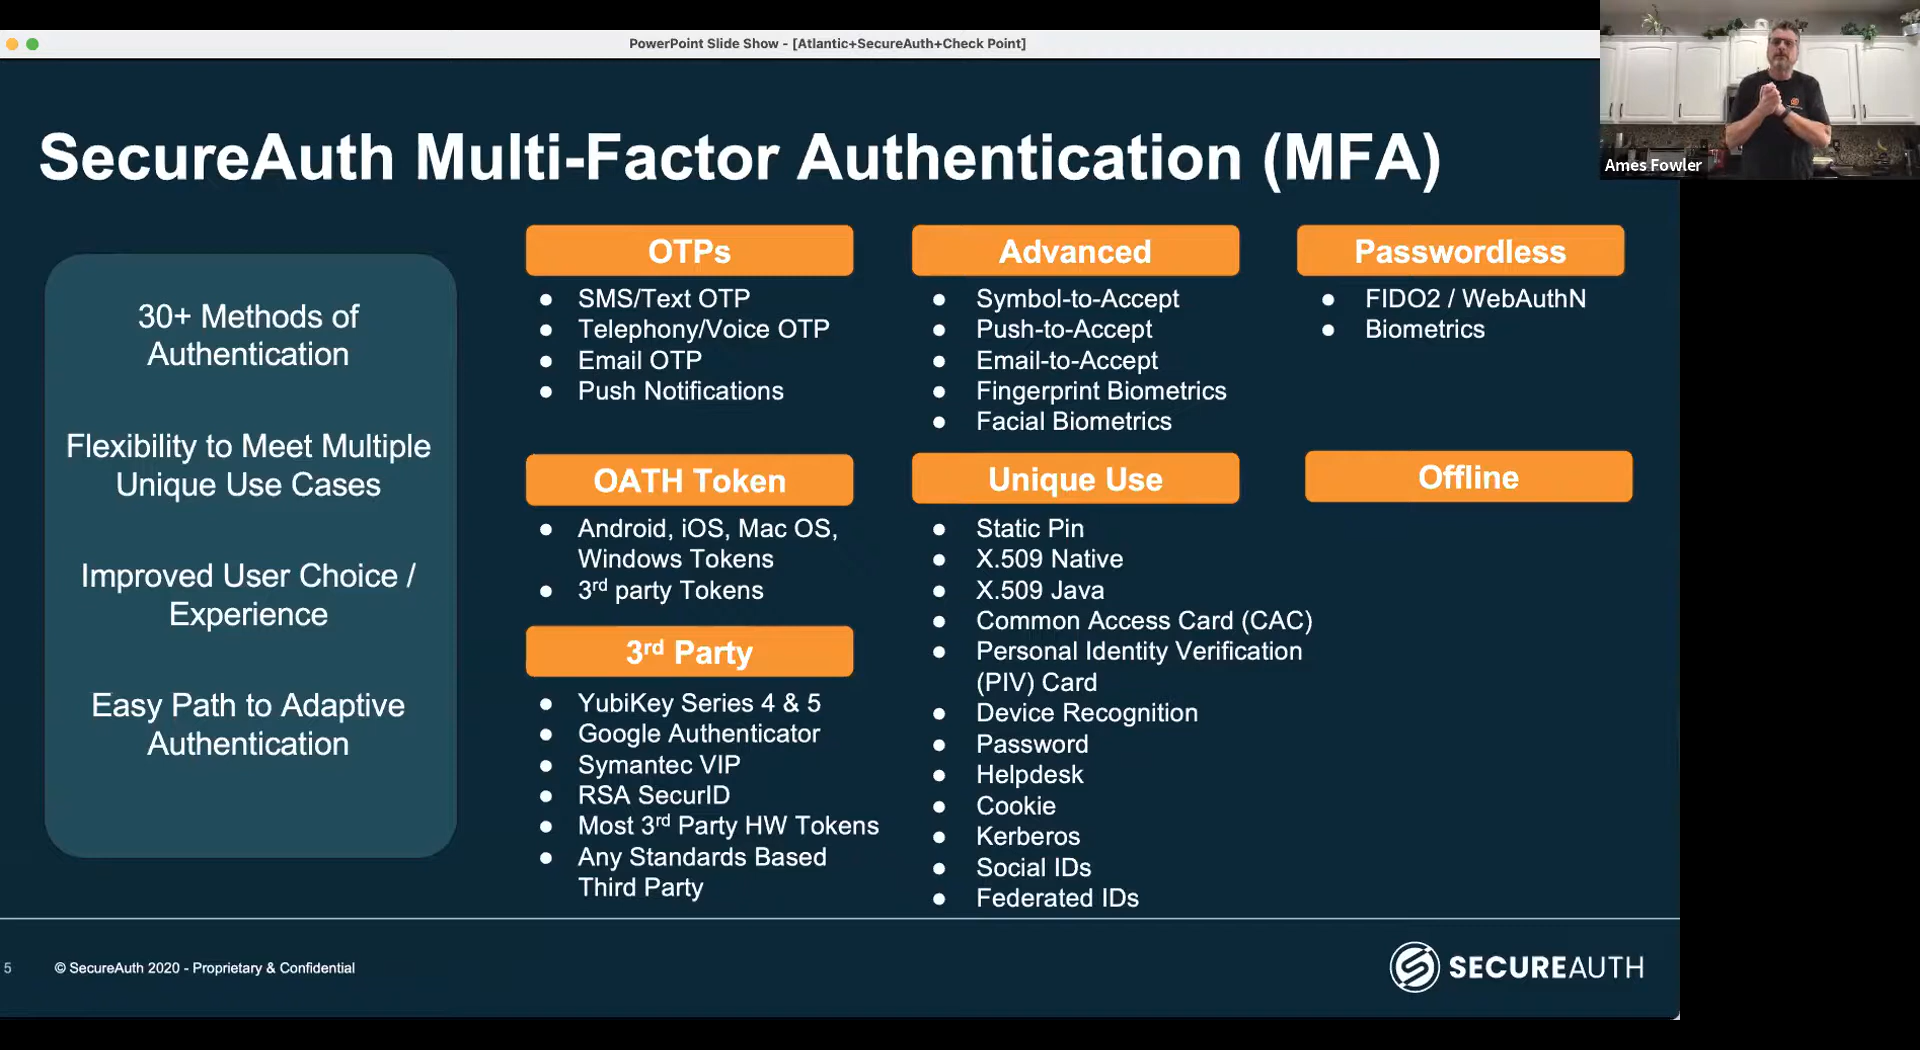 PowerPoint Slide Show - [Atlantic+SecureAuth+Check Point]
Ames Fowler
SecureAuth Multi-Factor Authentication (MFA)
30+ Methods of
Authentication
Flexibility to Meet Multiple
Unique Use Cases
Improved User Choice /
Experience
Easy Path to Adaptive
Authentication
OTPs
SMS/Text OTP
Telephony/Voice OTP
Email OTP
Push Notifications
OATH Token
Android, iOS, Mac OS,
Windows Tokens
3rd party Tokens
3rd Party
YubiKey Series 4 & 5
Google Authenticator
Symantec VIP
RSA SecurID
Most 3rd Party HW Tokens
Any Standards Based
Third Party
Advanced
Symbol-to-Accept
Push-to-Accept
Email-to-Accept
Fingerprint Biometrics
Facial Biometrics
Unique Use
Static Pin
X.509 Native
X.509 Java
Common Access Card (CAC)
Personal Identity Verification
(PIV) Card
Device Recognition
Password
Helpdesk
Cookie
Kerberos
Social IDs
Federated IDs
Passwordless
FIDO2 / WebAuthN
Biometrics
Offline
5
© SecureAuth 2020 - Proprietary & Confidential
SECUREAUTH